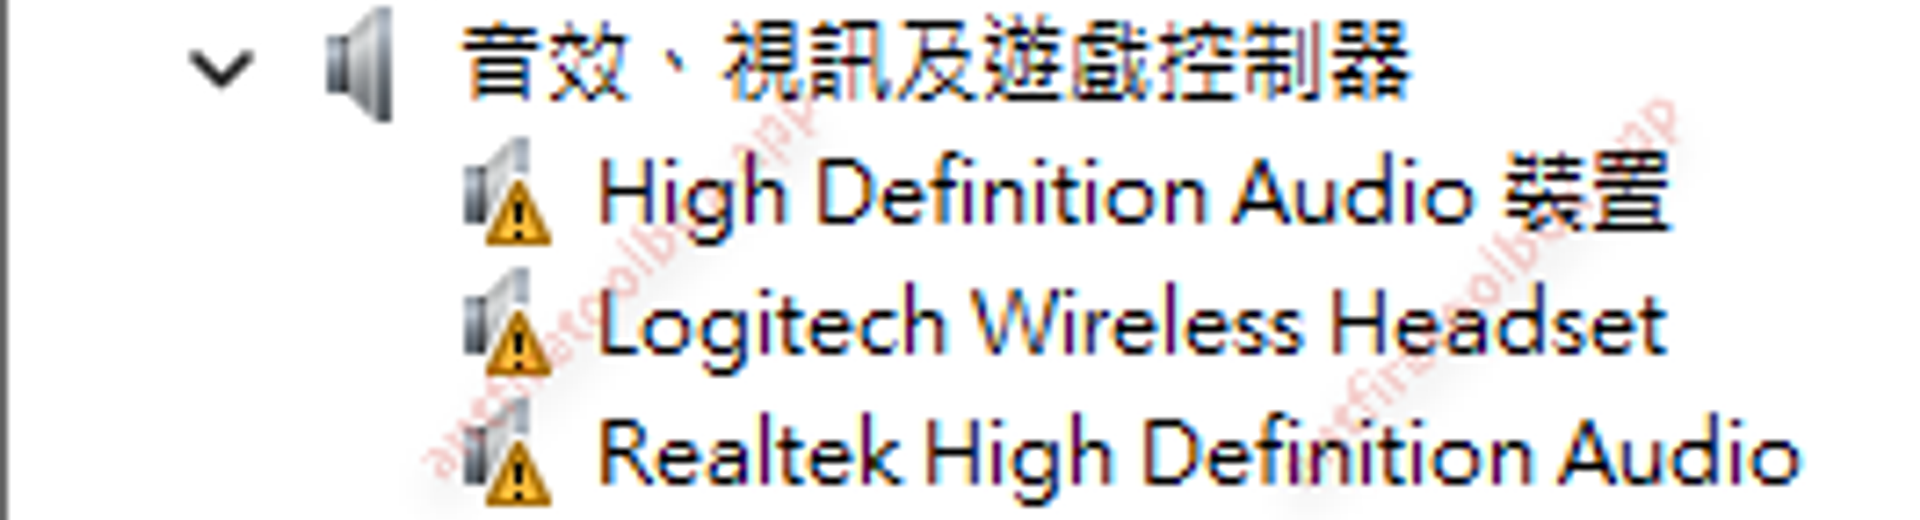 音效、視訊及遊戲控制器
High Definition Audio 裝置
Logitech Wireless Headset
Realtek High Definition Audio